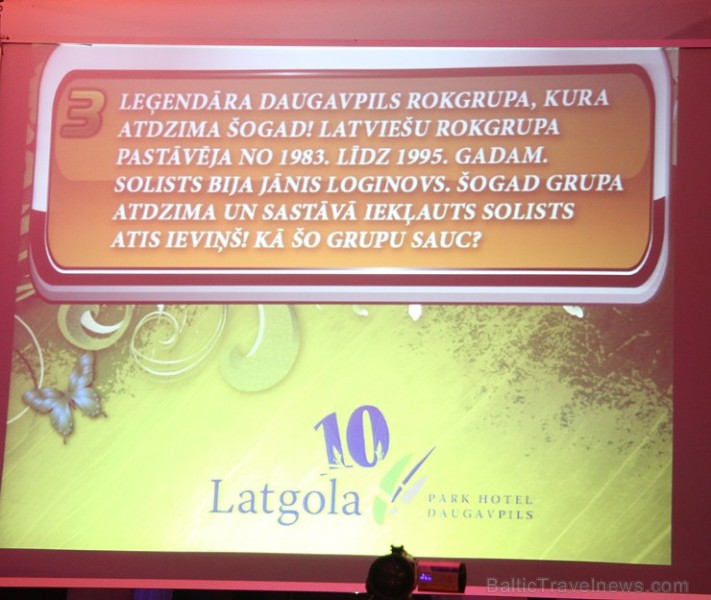 3
LEĢENDĀRA DAUGAVPILS ROKGRUPA, KURA
ATDZIMA ŠOGAD! LATVIEŠU ROKGRUPA
PASTĀVĒJA NO 1983. LĪDZ 1995. GADAM.
SOLISTS BIJA JĀNIS LOGINOVS. ŠOGAD GRUPA
ATDZIMA UN SASTĀVĀ IEKĻAUTS SOLISTS
ATIS IEVIŅŠ! KĀ ŠO GRUPU SAUC?
10
Latgola
PARK HOTEL
DAUGAVPILS
BalticTravelnews.com